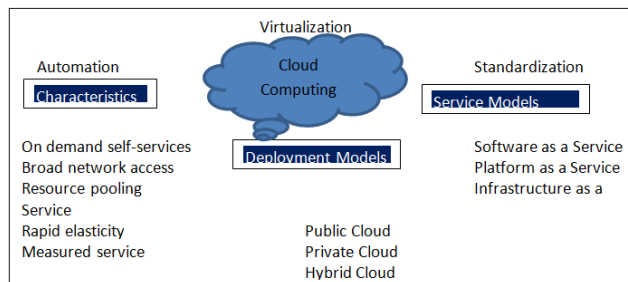 Virtualization
Automation
Cloud
Computing
Standardization
Characteristics
Service Models
Deployment Models
On demand self-services
Broad network access
Resource pooling
Service
Rapid elasticity
Measured service
Software as a Service
Platform as a Service
Infrastructure as a
Public Cloud
Private Cloud
Hybrid Cloud